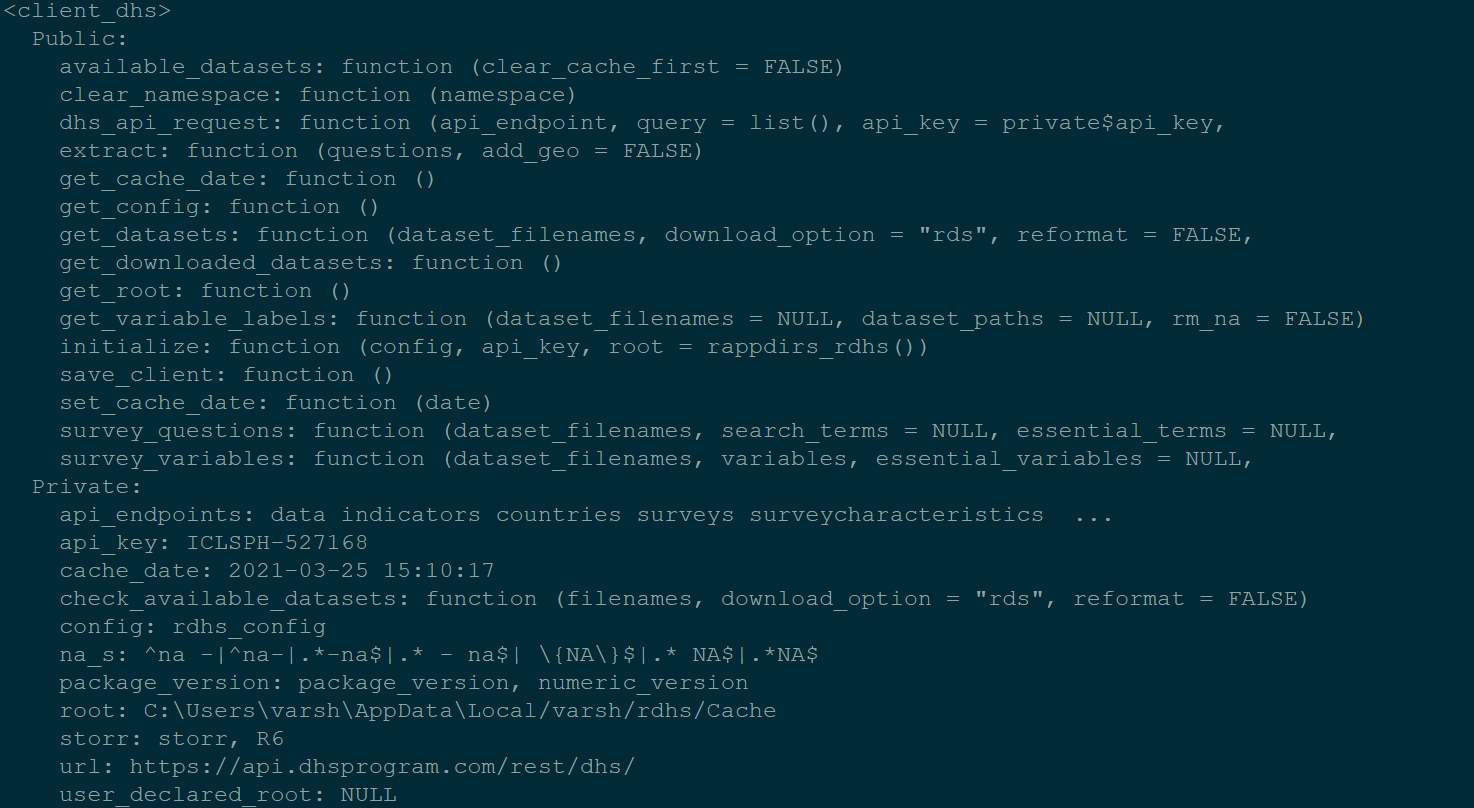 <client_dhs>
Public:
available_datasets: function (clear_cache_first = FALSE)
clear_namespace: function (namespace)
dhs_api_request: function (api_endpoint, query = list(), api_key = private$api_key,
extract: function (questions, add_geo = FALSE)
get_cache_date: function ()
get_config: function ()
get_datasets: function (dataset_filenames, download_option = "rds", reformat = FALSE,
get_downloaded_datasets: function ()
get_root: function ()
get_variable_labels: function (dataset_filenames = NULL, dataset_paths = NULL, rm_na = FALSE)
initialize: function (config, api_key, root = rappdirs_rdhs())
save_client: function ()
set_cache_date: function (date)
survey_questions: function (dataset_filenames, search_terms = NULL, essential_terms = NULL,
survey_variables: function (dataset_filenames, variables, essential_variables = NULL,
Private:
api_endpoints: data indicators countries surveys surveycharacteristics  ...
api_key: ICLSPH-527168
cache_date: 2021-03-25 15:10:17
check_available_datasets: function (filenames, download_option = "rds", reformat = FALSE)
config: rdhs_config
na_s: ^na -|^na-|.*-na$|.* - na$| \{NA\}$|.* NA$|.*NA$
package_version: package_version, numeric_version
root: C:\Users\varsh\AppData\Local/varsh/rdhs/Cache
storr: storr, R6
url: https://api.dhsprogram.com/rest/dhs/
user_declared_root: NULL